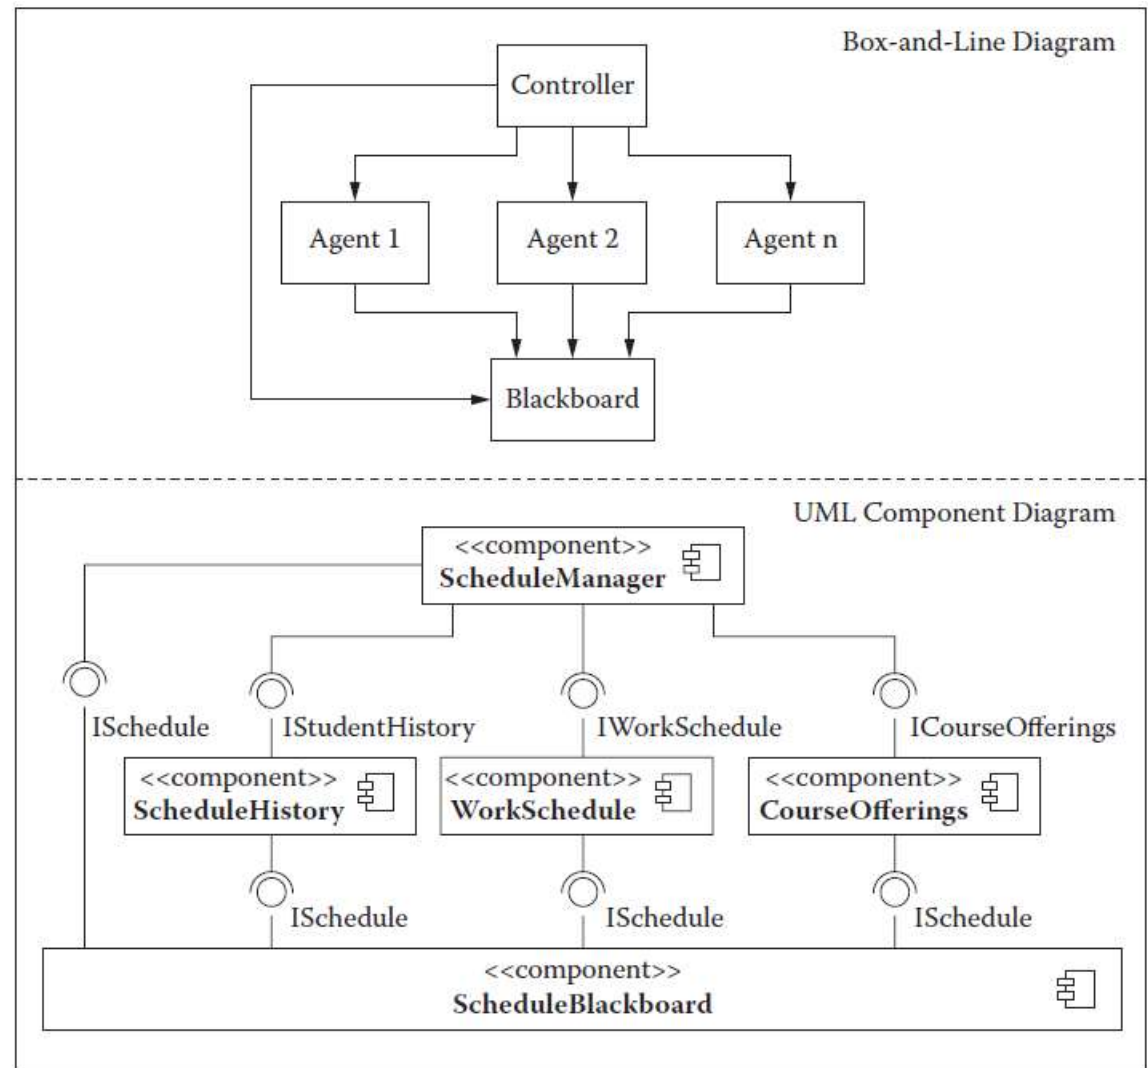 Box-and-Line Diagram
Controller
Agent 1
Agent 2
Agent n
Blackboard
UML Component Diagram
<<component>>
ScheduleManager
ISchedule
IStudentHistory
IWorkSchedule
ICourseOfferings
<<component>>
ScheduleHistory
<<component>>
WorkSchedule
<<component>>
CourseOfferings
ISchedule
ISchedule
ISchedule
<<component>>
ScheduleBlackboard